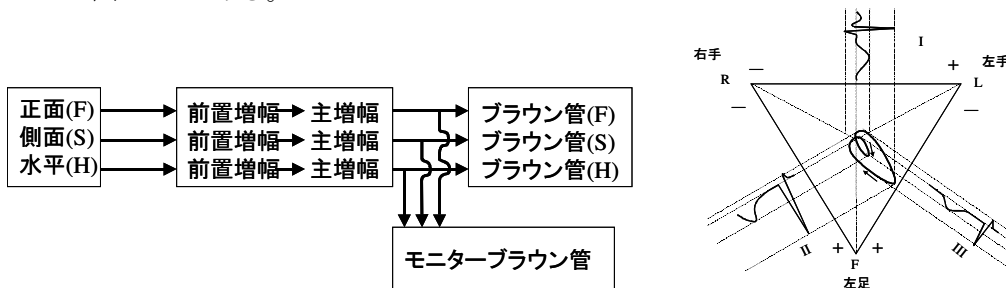 正面(F)
側面(S)
水平(H)
前置増幅 主増幅
前置増幅 主増幅
前置増幅 主増幅
ブラウン管(F)
ブラウン管(S)
ブラウン管(H)
モニターブラウン管
I
右手
左手
R
L
II
III
F
左足